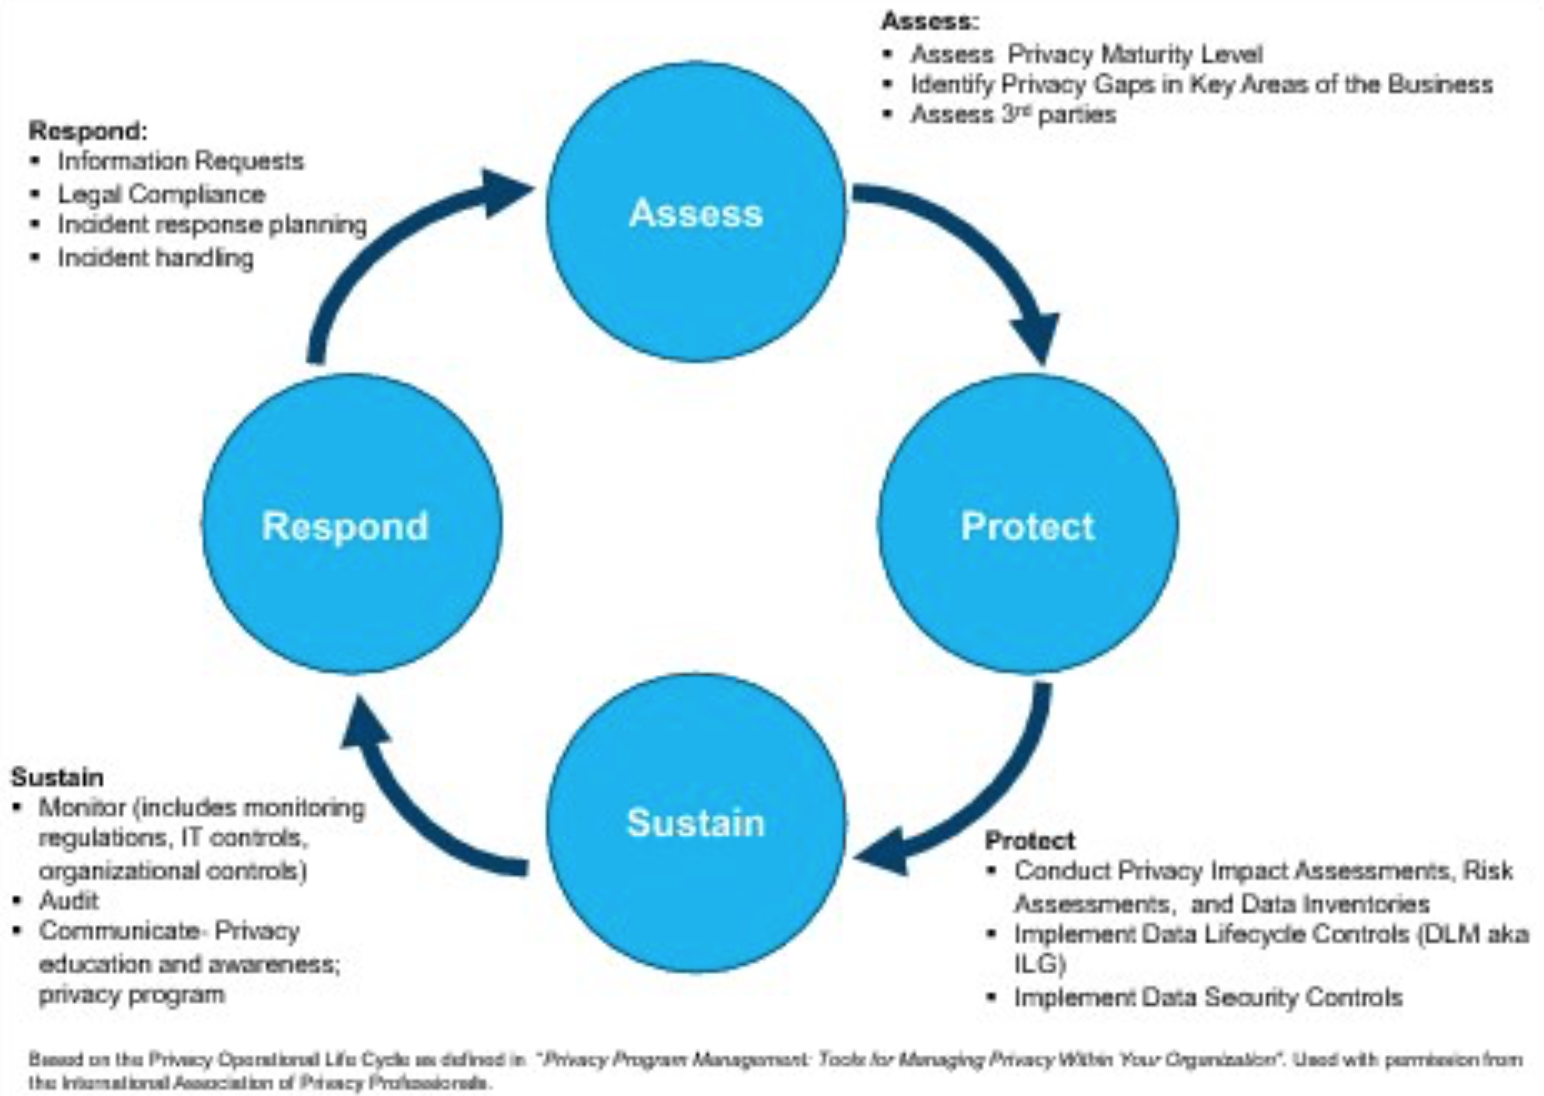 Assess:
▪ Assess Privacy Maturity Level
▪ Identify Privacy Gaps in Key Areas of the Business
▪ Assess 3rd parties
Respond:
▪ Information Requests
▪ Legal Compliance
▪ Incident response planning
▪ Incident handling
Assess
Respond
Protect
Sustain
Sustain
▪ Monitor (includes monitoring
regulations, IT controls,
organizational controls)
▪ Audit
▪ Communicate- Privacy
education and awareness;
privacy program
Protect
▪ Conduct Privacy Impact Assessments, Risk
Assessments, and Data Inventories
▪ Implement Data Lifecycle Controls (DLM aka
ILG)
▪ Implement Data Security Controls
Based on the Privacy Operational Life Cycle as defined in "Privacy Program Management: Tools for Managing Privacy Within Your Organization". Used with permission from
the International Association of Privacy Professionals.